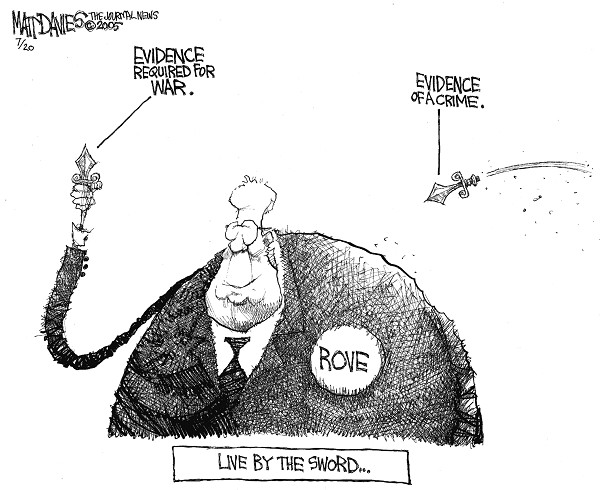 MATT DAVIES THE JOURNAL NEWS
©2005
7/20
EVIDENCE
REQUIRED FOR
WAR.
EVIDENCE
OF A CRIME.
ROVE
LIVE BY THE SWORD...